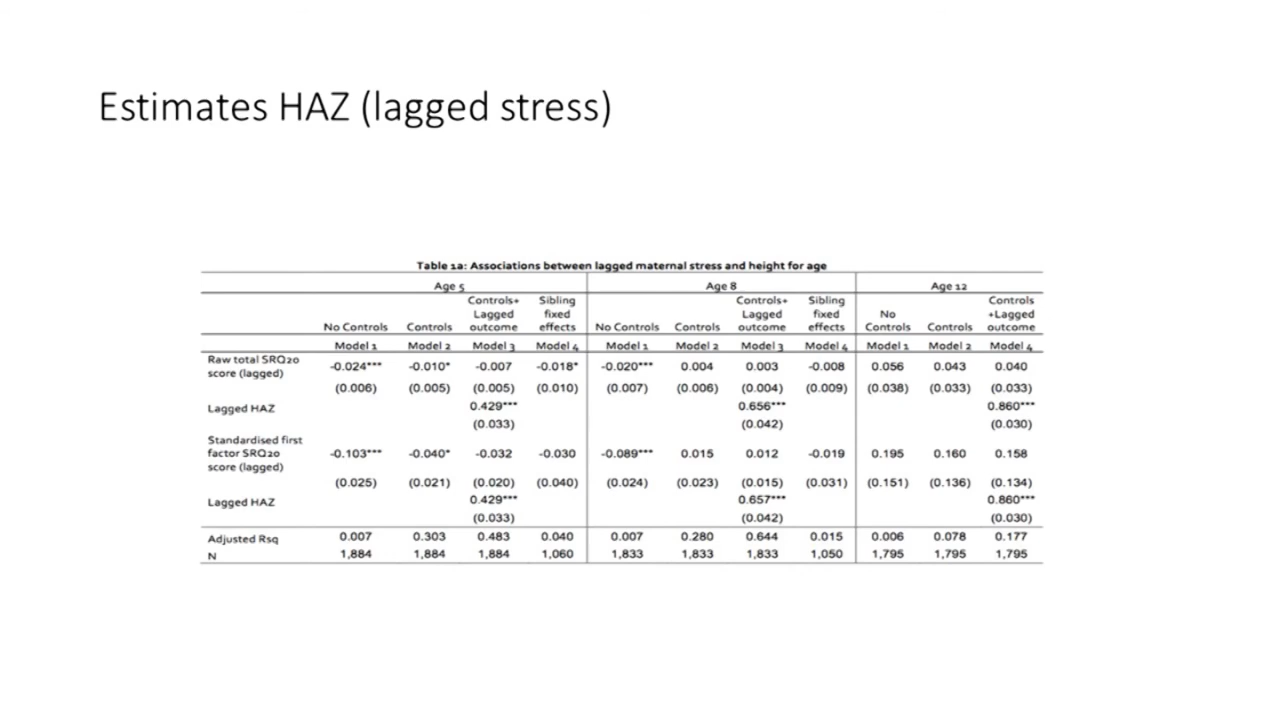 Estimates HAZ (lagged stress)
Table 1a: Associations between lagged maternal stress and height for age
Age 5 Age 8 Age 12
No Controls Controls Controls+ Lagged outcome Sibling fixed effects No Controls Controls Controls+ Lagged outcome Sibling fixed effects No Controls Controls Controls +Lagged outcome
Model 1 Model 2 Model 3 Model 4 Model 1 Model 2 Model 3 Model 4 Model 1 Model 2 Model 4
Raw total SRQ20 score (lagged) -0.024*** -0.010* -0.007 -0.018* -0.020*** 0.004 0.003 -0.008 0.056 0.043 0.040
(0.006) (0.005) (0.005) (0.010) (0.007) (0.006) (0.004) (0.009) (0.038) (0.033) (0.033)
Lagged HAZ 0.429*** 0.656*** 0.860***
(0.033) (0.042) (0.030)
Standardised first factor SRQ20 score (lagged) -0.103*** -0.040* -0.032 -0.030 -0.089*** 0.015 0.012 -0.019 0.195 0.160 0.158
(0.025) (0.021) (0.020) (0.040) (0.024) (0.023) (0.015) (0.031) (0.151) (0.136) (0.134)
Lagged HAZ 0.429*** 0.657*** 0.860***
(0.033) (0.042) (0.030)
Adjusted Rsq 0.007 0.303 0.483 0.040 0.007 0.280 0.644 0.015 0.006 0.078 0.177
N 1,884 1,884 1,884 1,060 1,833 1,833 1,833 1,050 1,795 1,795 1,795